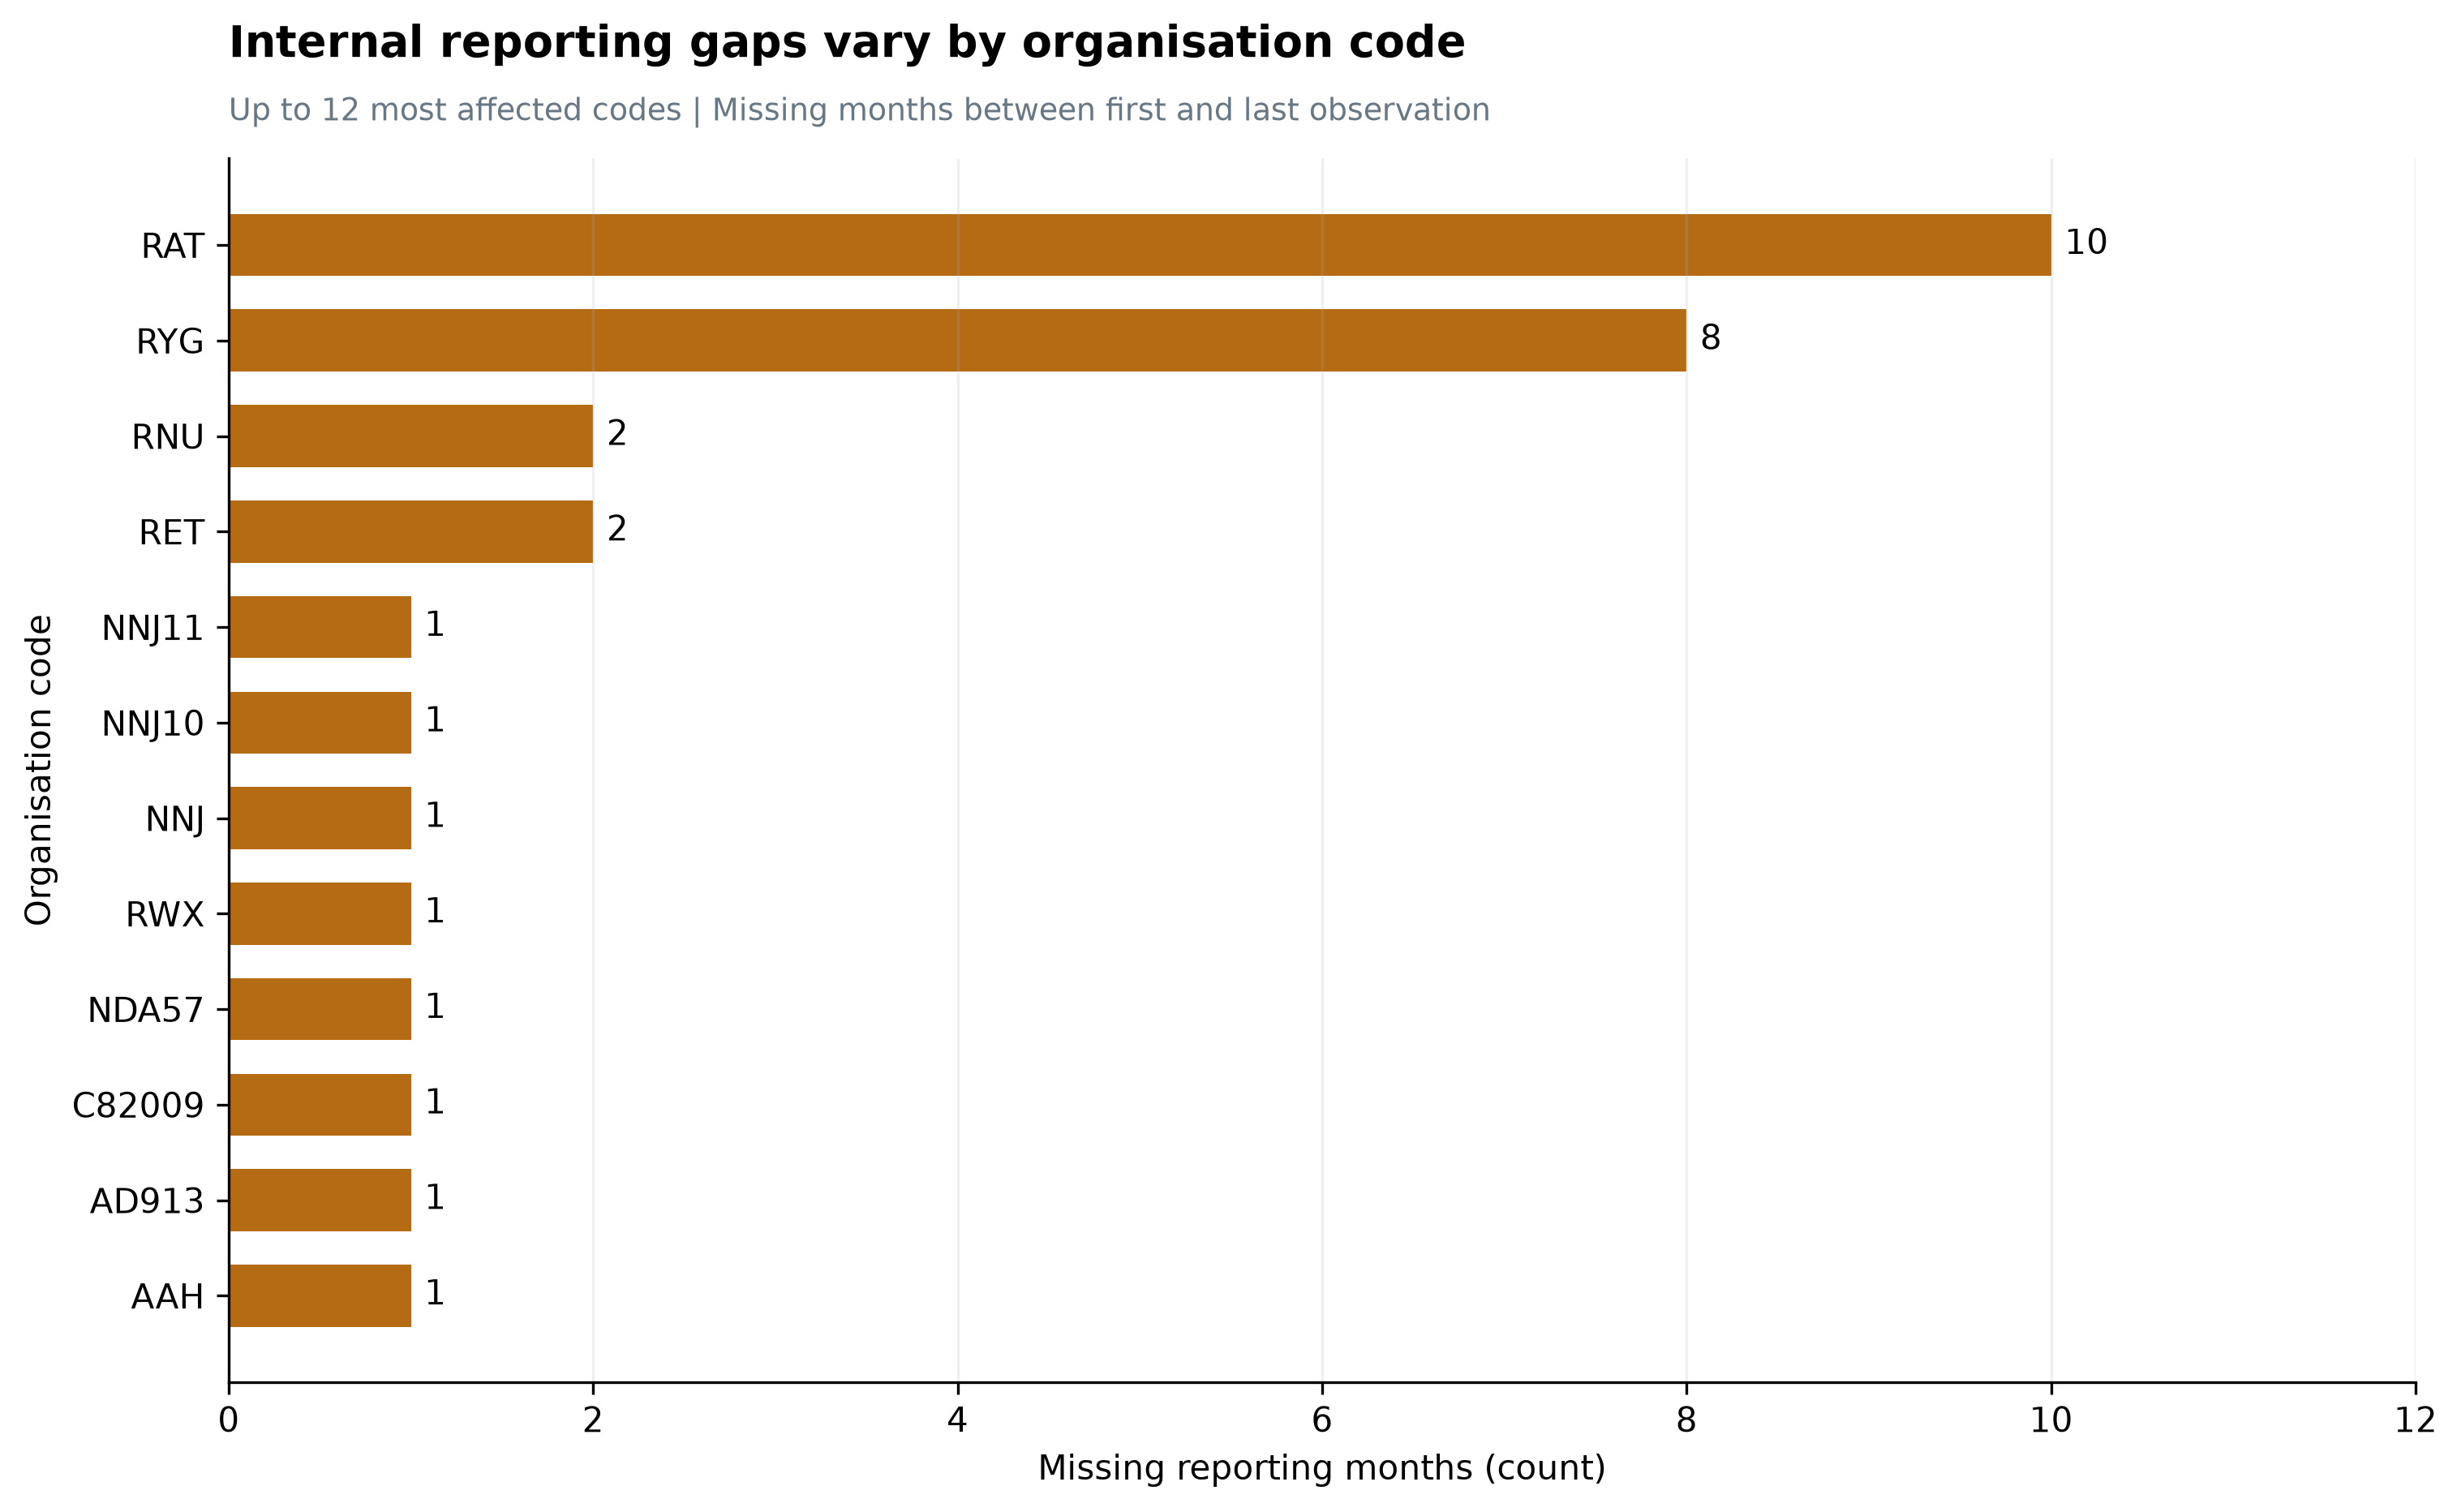 Internal reporting gaps vary by organisation code
Up to 12 most affected codes | Missing months between first and last observation
Organisation code
RAT 10
RYG 8
RNU 2
RET 2
NNJ11 1
NNJ10 1
NNJ 1
RWX 1
NDA57 1
C82009 1
AD913 1
AAH 1
0 2 4 6 8 10 12
Missing reporting months (count)